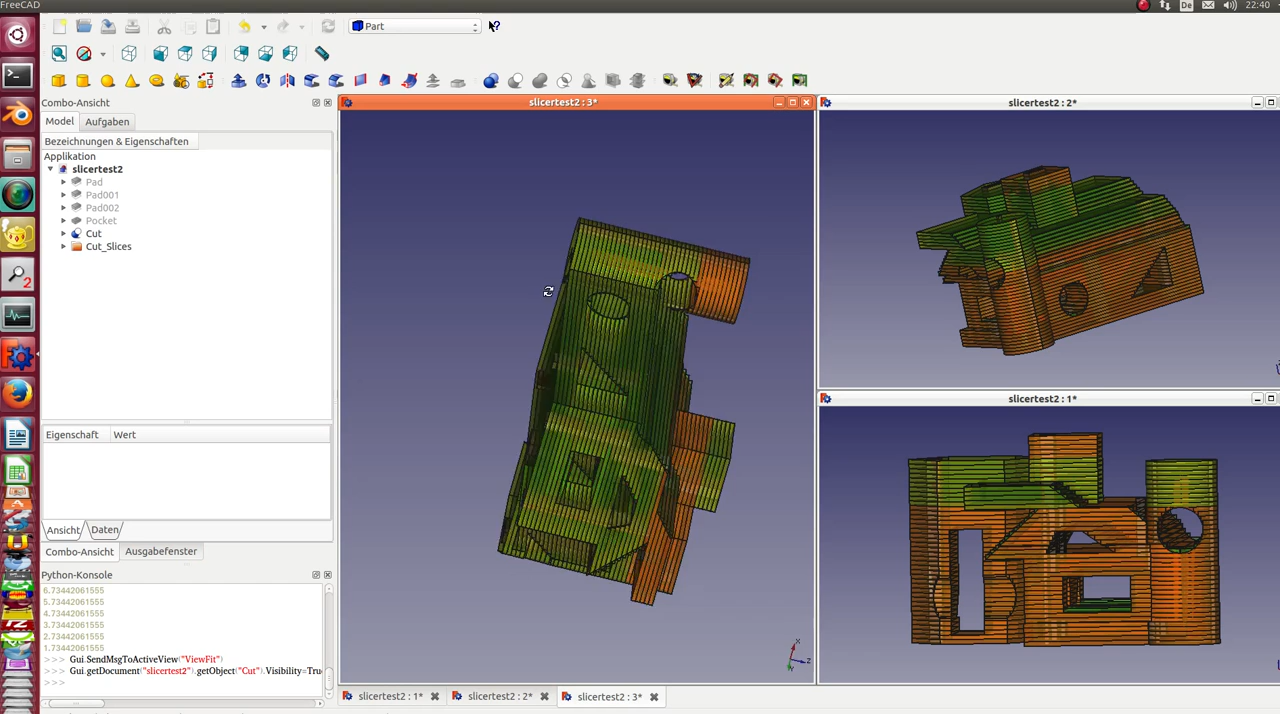 FreeCAD
De
22:40
Part
Combo-Ansicht
Model
Aufgaben
Bezeichnungen & Eigenschaften
Applikation
slicertest2
Pad
Pad001
Pad002
Pocket
Cut
Cut_Slices
Eigenschaft
Wert
Ansicht
Daten
Combo-Ansicht
Ausgabefenster
Python-Konsole
6.73442061555
5.73442061555
4.73442061555
3.73442061555
2.73442061555
1.73442061555
>>> Gui.SendMsgToActiveView("ViewFit")
>>> Gui.getDocument("slicertest2").getObject("Cut").Visibility=Tru
>>>
slicertest2 : 3*
slicertest2 : 2*
slicertest2 : 1*
X
Y
Z
slicertest2 : 1*
slicertest2 : 2*
slicertest2 : 3*